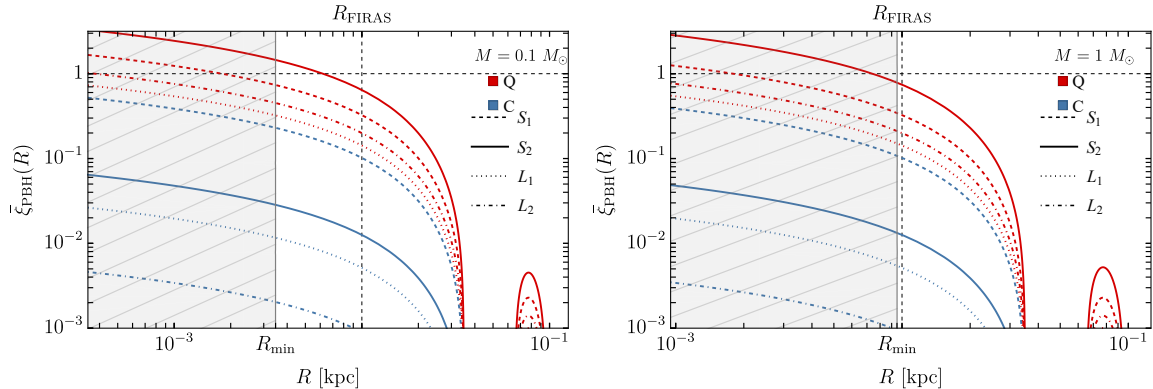 R_FIRAS
M = 0.1 M_⊙
Q
C
S_1
S_2
L_1
L_2
1
10^{-1}
10^{-2}
10^{-3}
ξ̄_PBH(R)
10^{-3}
R_min
10^{-1}
R [kpc]
R_FIRAS
M = 1 M_⊙
Q
C
S_1
S_2
L_1
L_2
1
10^{-1}
10^{-2}
10^{-3}
ξ̄_PBH(R)
10^{-3}
R_min
10^{-1}
R [kpc]